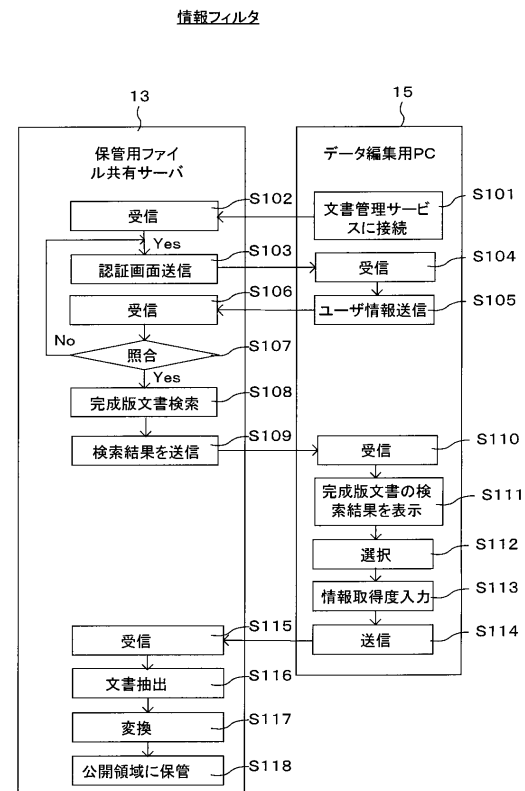 情報フィルタ
13
15
保管用ファイ
ル共有サーバ
データ編集用PC
S101
文書管理サービ
スに接続
S102
受信
Yes
S103
認証画面送信
S104
受信
S105
ユーザ情報送信
S106
受信
No
照合
S107
Yes
S108
完成版文書検索
S109
検索結果を送信
S110
受信
S111
完成版文書の検
索結果を表示
S112
選択
S113
情報取得度入力
S114
送信
S115
受信
S116
文書抽出
S117
変換
S118
公開領域に保管